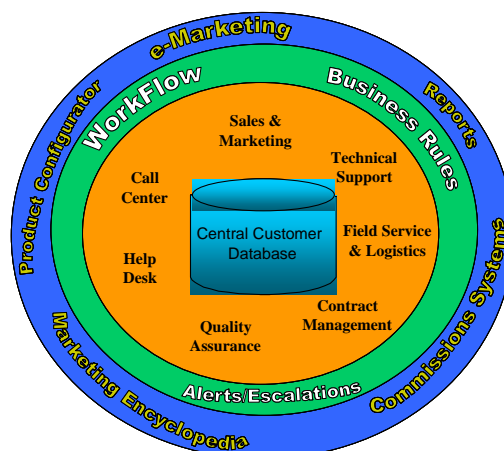 e-Marketing
Product Configurator
Reports
Marketing Encyclopedia
Commissions Systems
WorkFlow
Business Rules
Alerts/Escalations
Sales &
Marketing
Technical
Support
Call
Center
Central Customer
Database
Field Service
& Logistics
Help
Desk
Contract
Management
Quality
Assurance